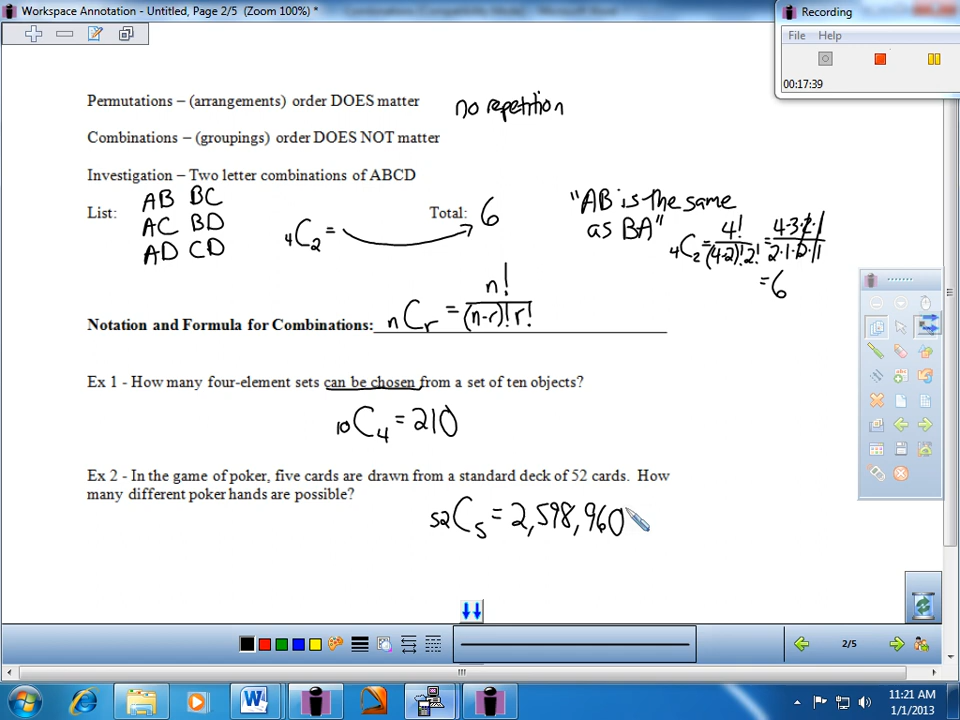 Workspace Annotation - Untitled, Page 2/5 (Zoom 100%) *
Recording
File Help
00:17:39
Permutations – (arrangements) order DOES matter no repetition
Combinations – (groupings) order DOES NOT matter
Investigation – Two letter combinations of ABCD
List: AB BC
AC BD
AD CD
₄C₂ =
Total: 6
"AB is the same
as BA"
₄C₂ = 4!/(4-2)!2! = 4·3·2·1/2·1·2·1
= 6
Notation and Formula for Combinations: nCr = n!/(n-r)!r!
Ex 1 - How many four-element sets can be chosen from a set of ten objects?
₁₀C₄ = 210
Ex 2 - In the game of poker, five cards are drawn from a standard deck of 52 cards. How
many different poker hands are possible?
₅₂C₅ = 2,598,960
2/5
11:21 AM
1/1/2013